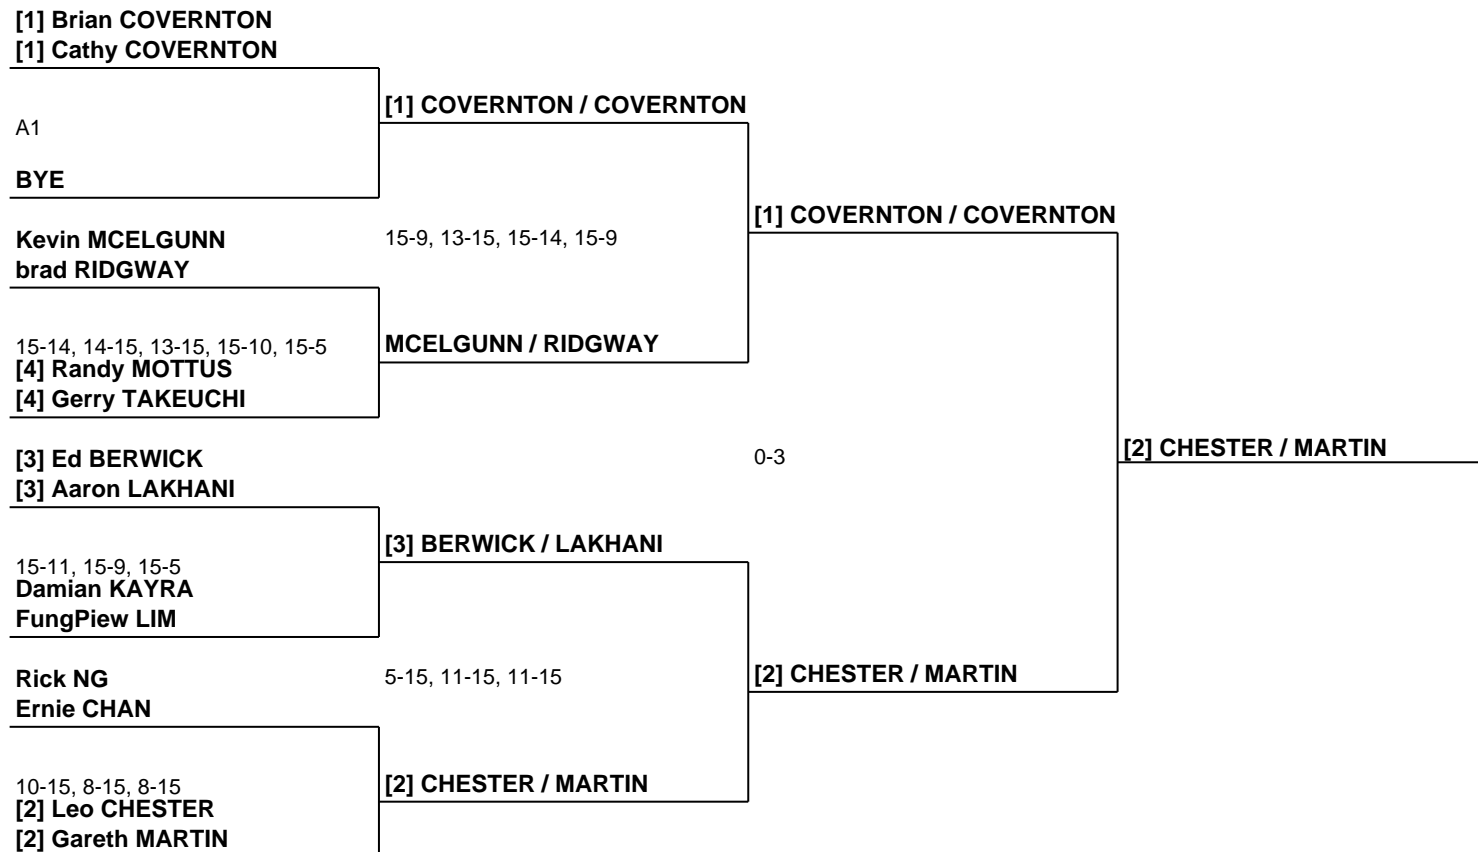 [1] Brian COVERNTON
[1] Cathy COVERNTON
[1] COVERNTON / COVERNTON
A1
BYE
[1] COVERNTON / COVERNTON
Kevin MCELGUNN
brad RIDGWAY
15-9, 13-15, 15-14, 15-9
15-14, 14-15, 13-15, 15-10, 15-5
MCELGUNN / RIDGWAY
[4] Randy MOTTUS
[4] Gerry TAKEUCHI
[3] Ed BERWICK
[3] Aaron LAKHANI
0-3
[2] CHESTER / MARTIN
[3] BERWICK / LAKHANI
15-11, 15-9, 15-5
Damian KAYRA
FungPiew LIM
Rick NG
Ernie CHAN
5-15, 11-15, 11-15
[2] CHESTER / MARTIN
10-15, 8-15, 8-15
[2] CHESTER / MARTIN
[2] Leo CHESTER
[2] Gareth MARTIN